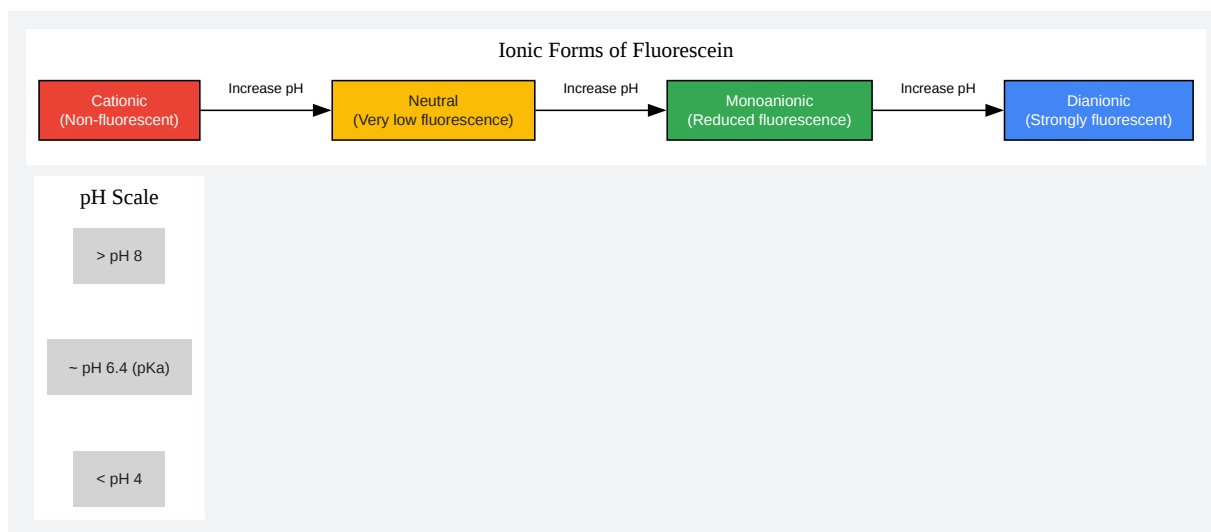 Ionic Forms of Fluorescein
Cationic
(Non-fluorescent)
Increase pH
Neutral
(Very low fluorescence)
Increase pH
Monoanionic
(Reduced fluorescence)
Increase pH
Dianionic
(Strongly fluorescent)
pH Scale
> pH 8
~ pH 6.4 (pKa)
< pH 4